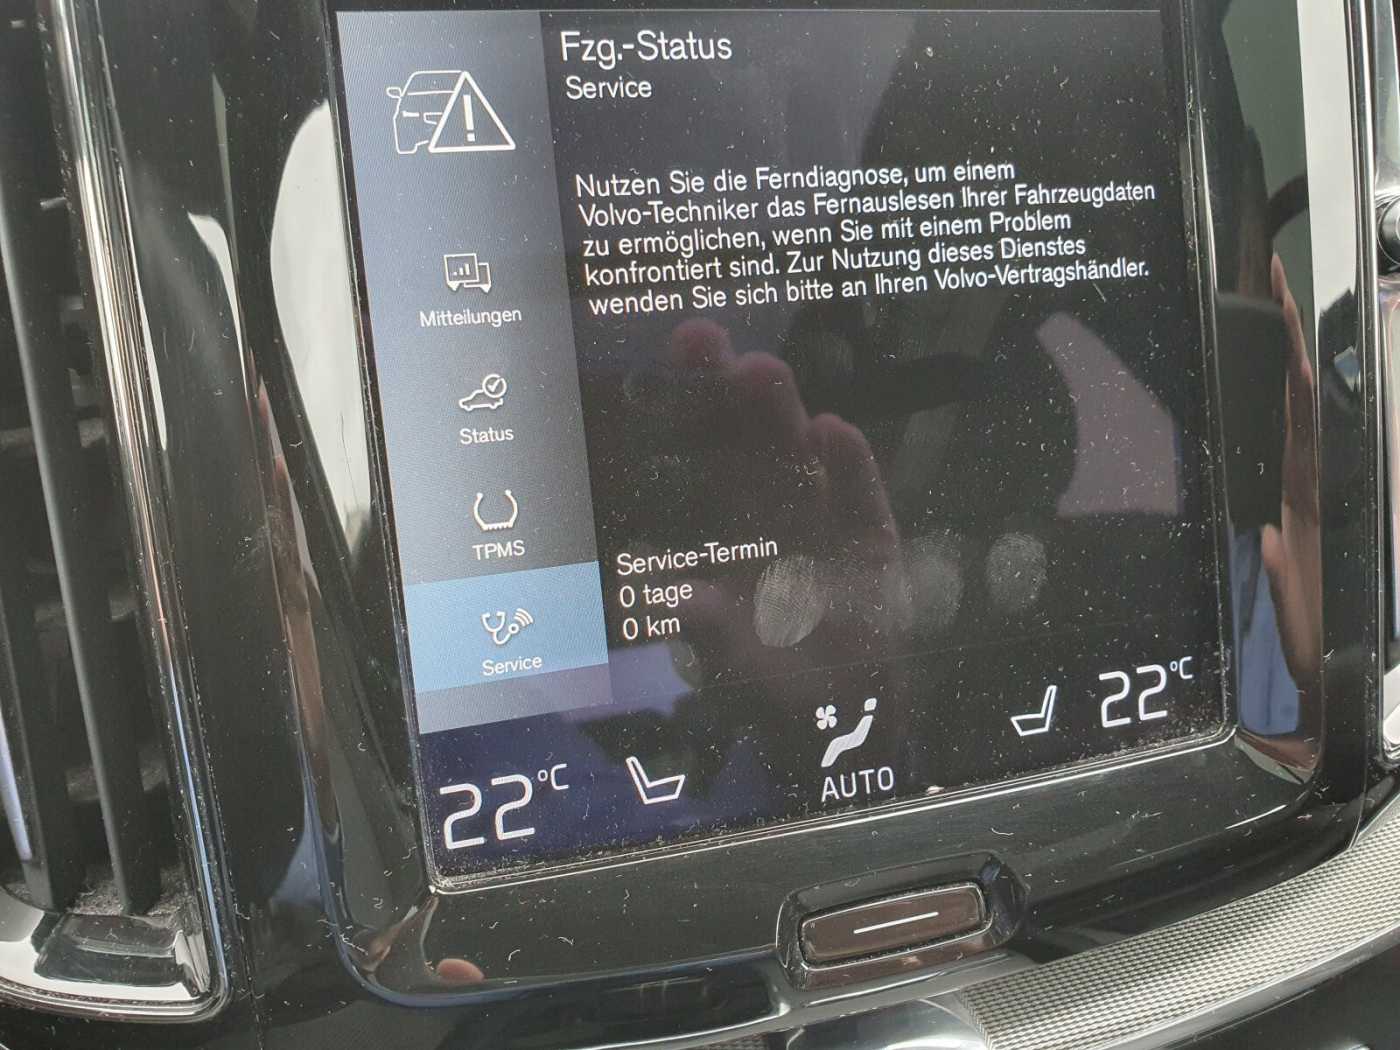 Fzg.-Status
Service
Nutzen Sie die Ferndiagnose, um einem
Volvo-Techniker das Fernauslesen Ihrer Fahrzeugdaten
zu ermöglichen, wenn Sie mit einem Problem
konfrontiert sind. Zur Nutzung dieses Dienstes
wenden Sie sich bitte an Ihren Volvo-Vertragshändler.
Mitteilungen
Status
TPMS
Service
Service-Termin
0 tage
0 km
22°C
AUTO
22°C